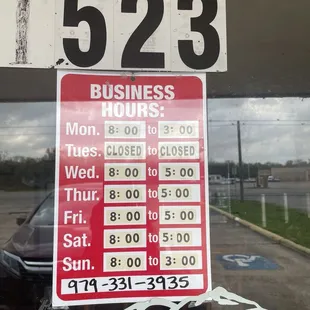 523
BUSINESS
HOURS:
Mon. 8:00 to 3:00
Tues. CLOSED to CLOSED
Wed. 8:00 to 5:00
Thur. 8:00 to 5:00
Fri. 8:00 to 5:00
Sat. 8:00 to 5:00
Sun. 8:00 to 3:00
979-331-3935